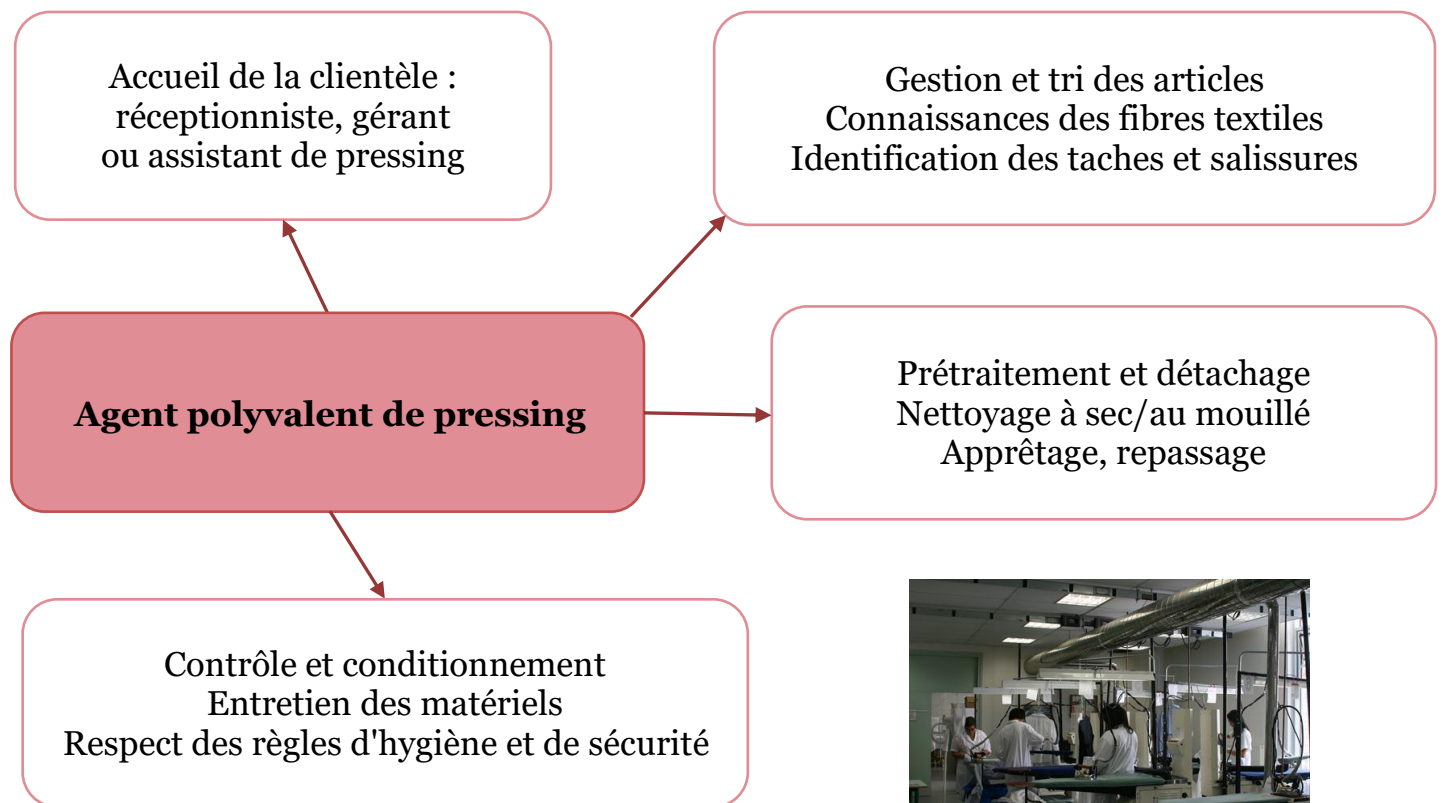 Accueil de la clientèle :
réceptionniste, gérant
ou assistant de pressing
Gestion et tri des articles
Connaissances des fibres textiles
Identification des taches et salissures
Agent polyvalent de pressing
Prétraitement et détachage
Nettoyage à sec/au mouillé
Apprêtage, repassage
Contrôle et conditionnement
Entretien des matériels
Respect des règles d'hygiène et de sécurité